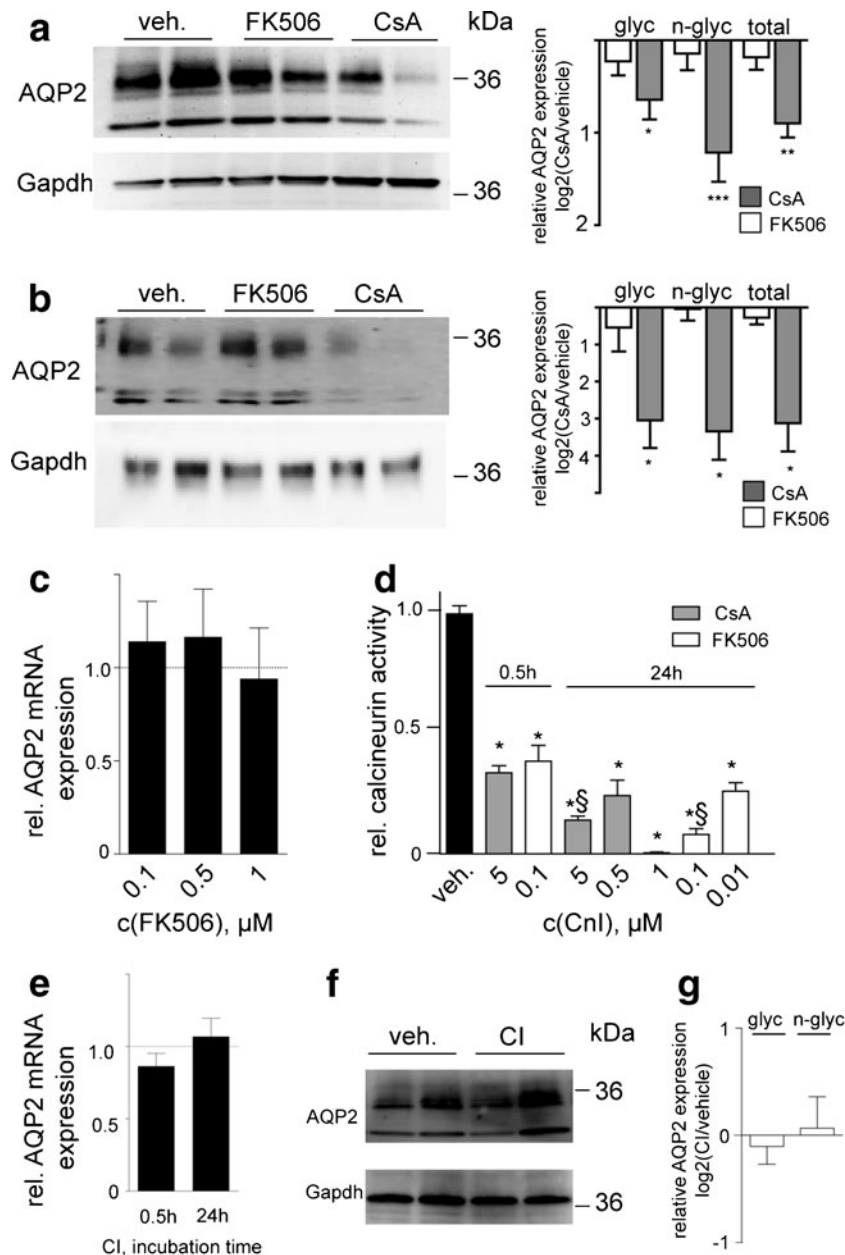 a
veh. FK506 CsA kDa
AQP2
36
Gapdh
36
glyc n-glyc total
relative AQP2 expression
log2(CsA/vehicle)
1
2
*
***
**
CsA
FK506
b
veh. FK506 CsA
AQP2
36
Gapdh
36
glyc n-glyc total
relative AQP2 expression
log2(CsA/vehicle)
1
2
3
4
*
*
*
CsA
FK506
c
rel. AQP2 mRNA
expression
1.0
0.5
0
0.1 0.5 1
c(FK506), µM
d
rel. calcineurin activity
1.0
0.5
0
CsA
FK506
0.5h 24h
* * *§ * * *§ *
veh. 5 0.1 5 0.5 1 0.1 0.01
c(CnI), µM
e
rel. AQP2 mRNA
expression
1.0
0.5
0
0.5h 24h
CI, incubation time
f
veh. CI kDa
AQP2
36
Gapdh
36
g
glyc n-glyc
relative AQP2 expression
log2(CI/vehicle)
1
0
-1